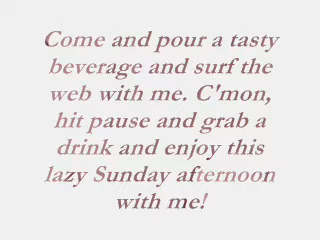 Come and pour a tasty
beverage and surf the
web with me. C'mon,
hit pause and grab a
drink and enjoy this
lazy Sunday afternoon
with me!